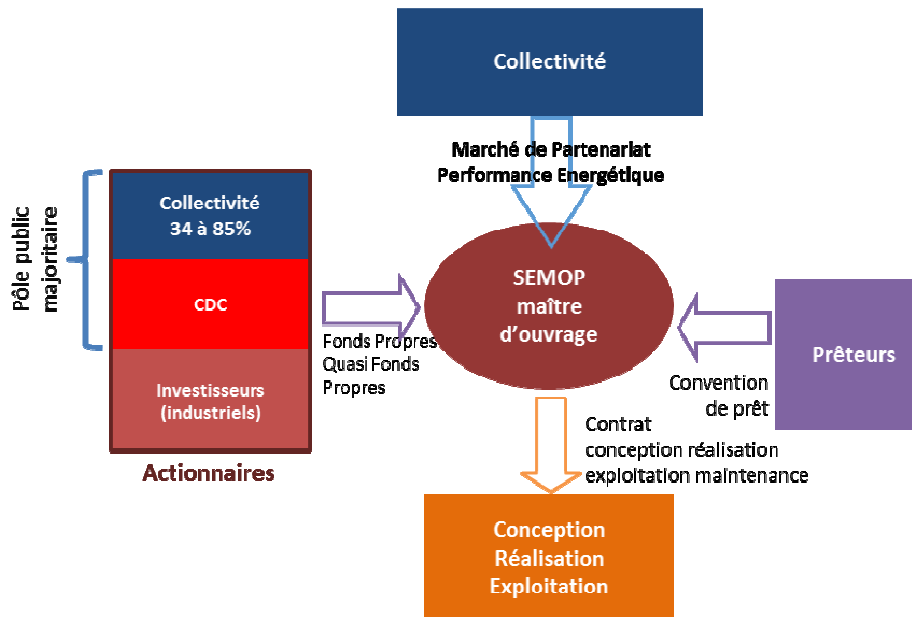 Collectivité
Marché de Partenariat
Performance Energétique
Pôle public
majoritaire
Collectivité
34 à 85%
CDC
Investisseurs
(industriels)
Actionnaires
Fonds Propres
Quasi Fonds
Propres
SEMOP
maître
d'ouvrage
Prêteurs
Convention
de prêt
Contrat
conception réalisation
exploitation maintenance
Conception
Réalisation
Exploitation